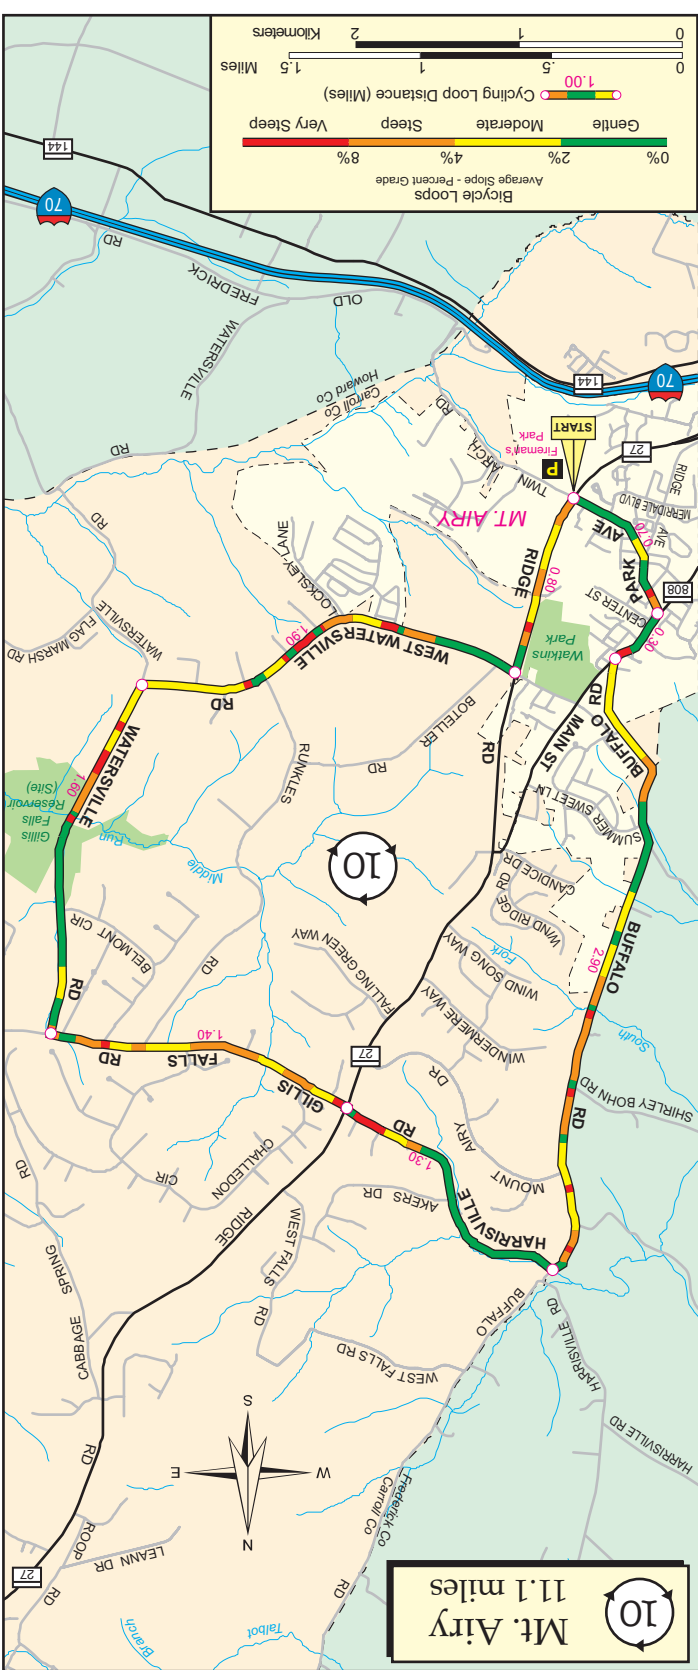 10
Mt. Airy
11.1 miles
Talbot
Branch
RD
27
ROOP
LEANN DR
RD
RD
N
W
E
S
Frederick Co
Carroll Co
HARRISVILLE RD
HARRISVILLE
RD
BUFFALO
WEST FALLS RD
WEST FALLS
RD
CABBAGE
SPRING
RD
RIDGE
HARRISVILLE
RD
1.30
AKERS DR
MOUNT
AIRY
DR
CHALLEDON
CIR
SHIRLEY BOHN RD
RD
27
GILLIS
FALLS
RD
1.40
South
Fork
BUFFALO
2.90
WINDERMERE WAY
WIND SONG WAY
FALLING GREEN WAY
RD
BELMONT CIR
RD
WIND RIDGE RD
CANDICE DR
10
Middle
Run
Gillis
Falls
Reservoir
(Site)
WATERSVILLE
1.60
SUMMER SWEET LN
BUFFALO
RD
MAIN ST
RD
BOTELLER
RD
RUNKLES
RD
0.30
Watkins
Park
WEST WATERSVILLE
1.90
WATERSVILLE
FLAG MARSH RD
RD
808
CENTER ST
PARK
AVE
0.70
RIDGE
0.80
LOCKSLEY LANE
AVE
MERRIDALE BLVD
RIDGE
MT. AIRY
27
START
P
Fireman's
Park
TWIN
ARCH
RD
RD
70
144
Carroll Co
Howard Co
WATERSVILLE
OLD
FREDRICK
RD
70
144
Bicycle Loops
Average Slope - Percent Grade
0% 2% 4% 8%
Gentle Moderate Steep Very Steep
Cycling Loop Distance (Miles)
1.00
0 .5 1 1.5 Miles
0 1 2 Kilometers